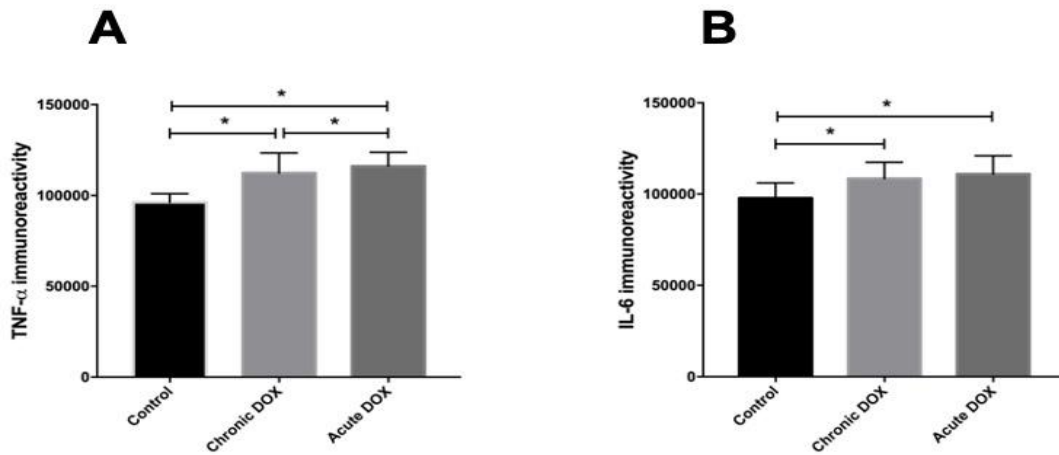 A
TNF-α immunoreactivity
150000
100000
50000
0
*
*
*
Control
Chronic DOX
Acute DOX
B
IL-6 immunoreactivity
150000
100000
50000
0
*
*
Control
Chronic DOX
Acute DOX